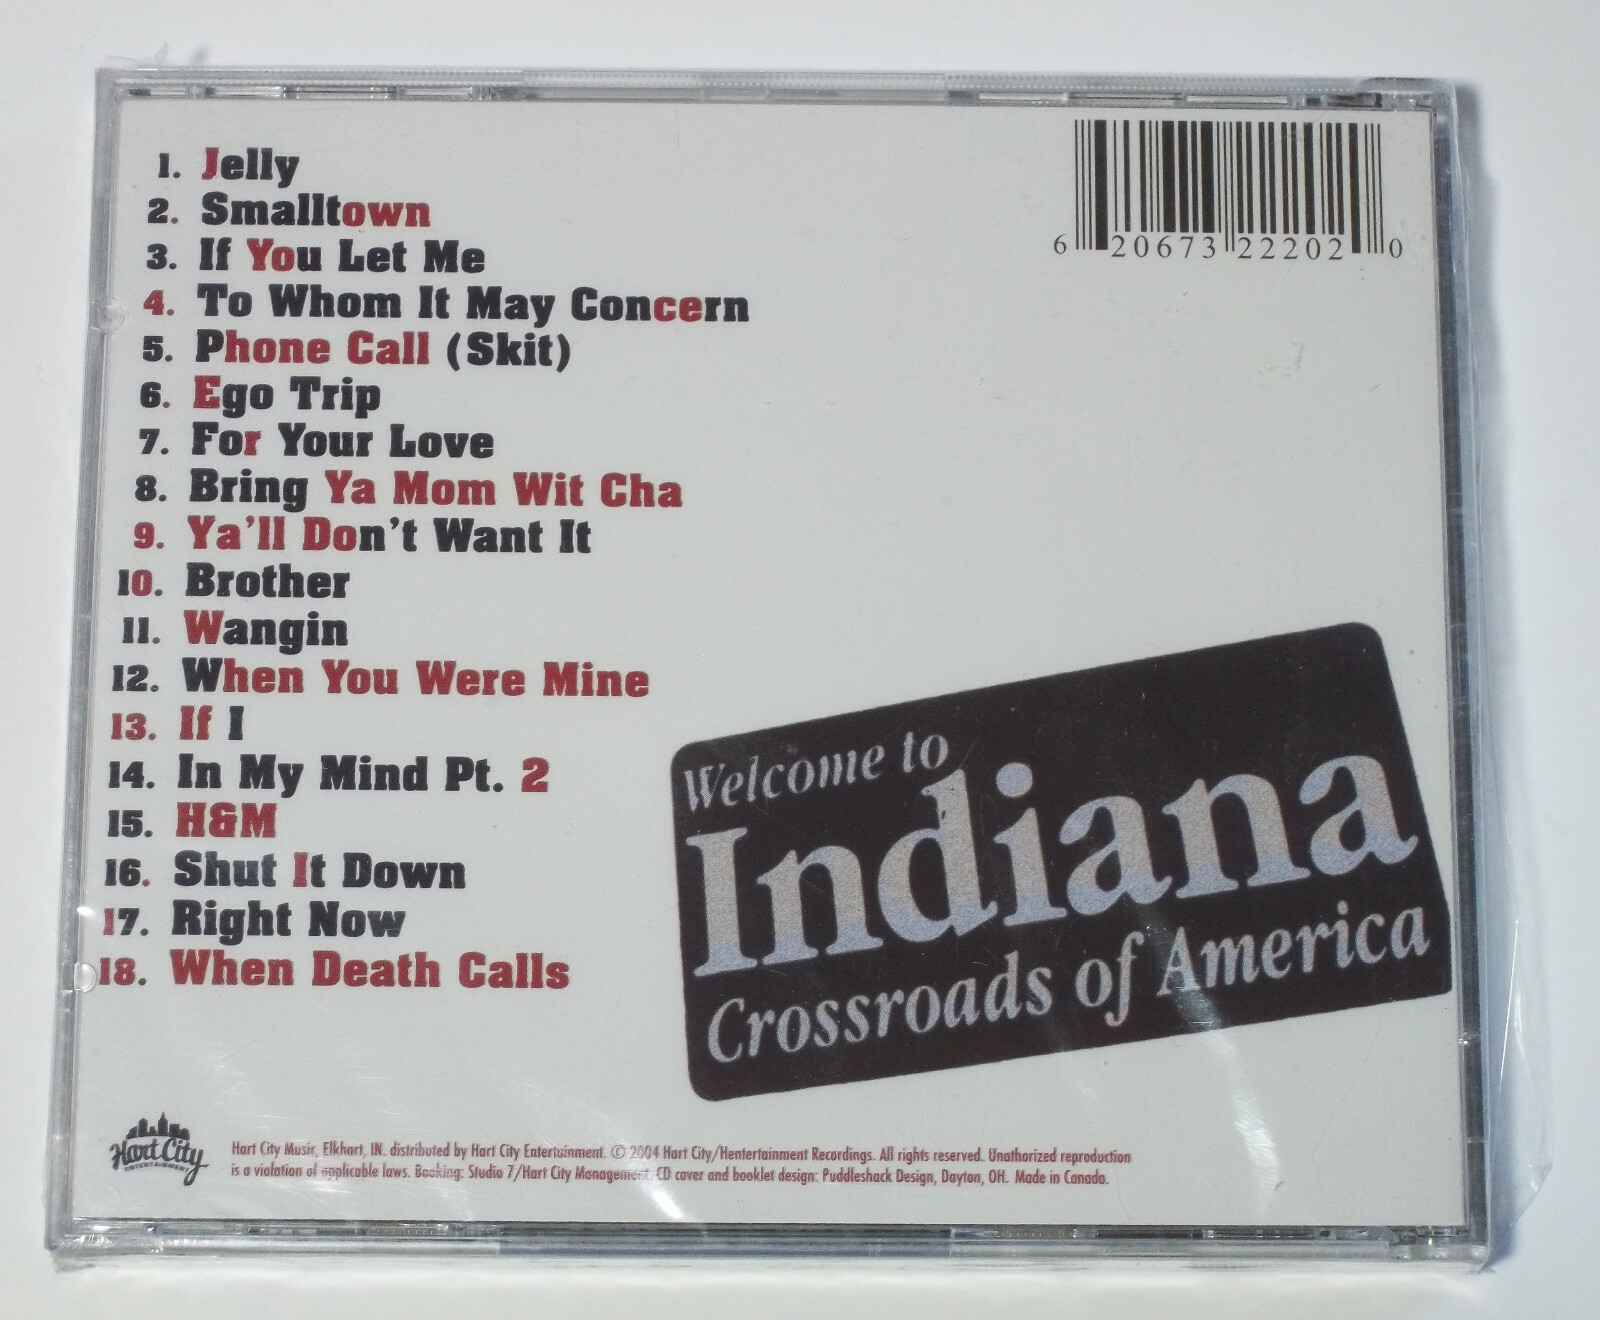 1. Jelly
2. Smalltown
3. If You Let Me
4. To Whom It May Concern
5. Phone Call (Skit)
6. Ego Trip
7. For Your Love
8. Bring Ya Mom Wit Cha
9. Ya'll Don't Want It
10. Brother
11. Wangin
12. When You Were Mine
13. If I
14. In My Mind Pt. 2
15. H&M
16. Shut It Down
17. Right Now
18. When Death Calls
6 20673 22202 0
Welcome to
Indiana
Crossroads of America
Hart City
ENTERTAINMENT
Hart City Music, Elkhart, IN. distributed by Hart City Entertainment. © 2004 Hart City/Hentertainment Recordings. All rights reserved. Unathorized reproduction
is a violation of applicable laws. Booking: Studio 7/Hart City Management. CD cover and booklet design: Puddleshack Design, Dayton, OH. Made in Canada.